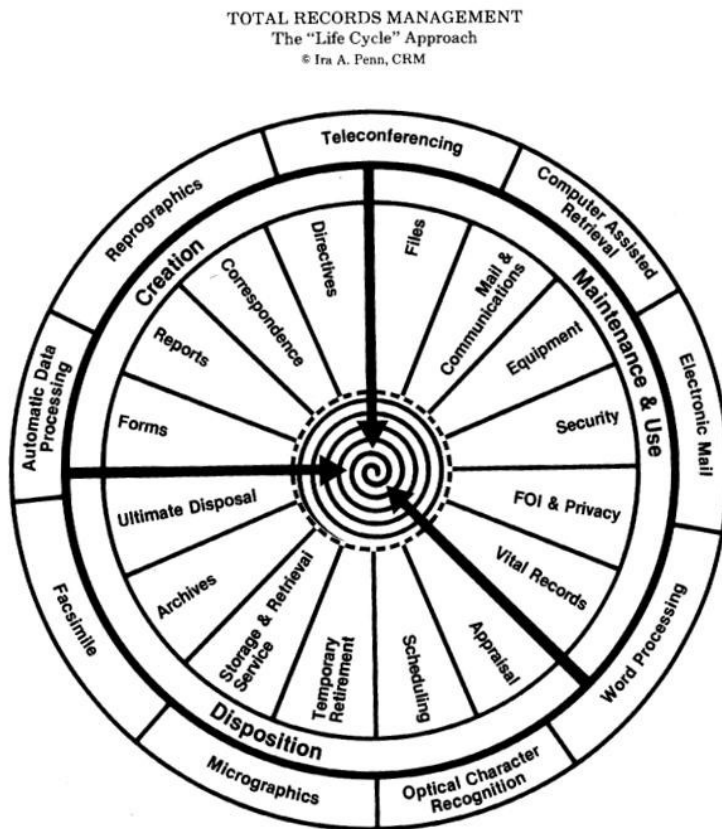 TOTAL RECORDS MANAGEMENT
The “Life Cycle” Approach
© Ira A. Penn, CRM
Teleconferencing
Computer Assisted
Retrieval
Electronic Mail
Word Processing
Optical Character
Recognition
Micrographics
Facsimile
Automatic Data
Processing
Reprographics
Creation
Maintenance & Use
Disposition
Files
Mail &
Communications
Equipment
Security
FOI & Privacy
Vital Records
Appraisal
Scheduling
Temporary
Retirement
Storage & Retrieval
Service
Archives
Ultimate Disposal
Forms
Reports
Correspondence
Directives